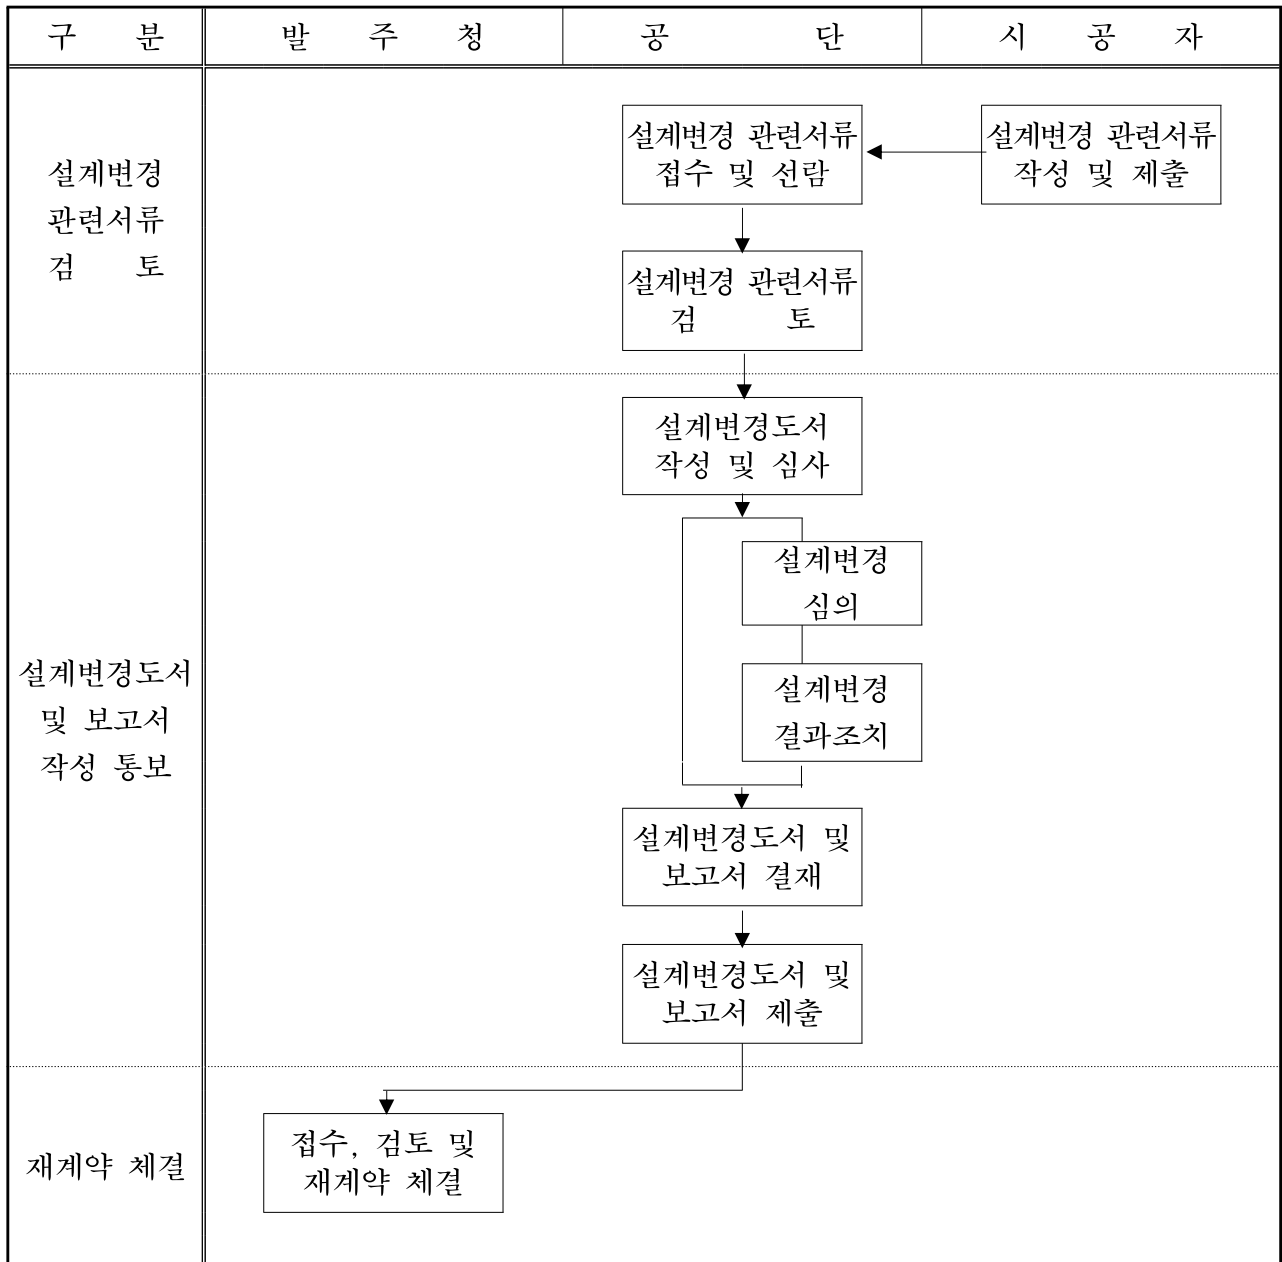 구 분 발 주 청 공 단 시 공 자
설계변경
관련서류
검 토
설계변경 관련서류
접수 및 선람
설계변경 관련서류
작성 및 제출
설계변경 관련서류
검 토
설계변경도서
및 보고서
작성 통보
설계변경도서
작성 및 심사
설계변경
심의
설계변경
결과조치
설계변경도서 및
보고서 결재
설계변경도서 및
보고서 제출
재계약 체결
접수, 검토 및
재계약 체결